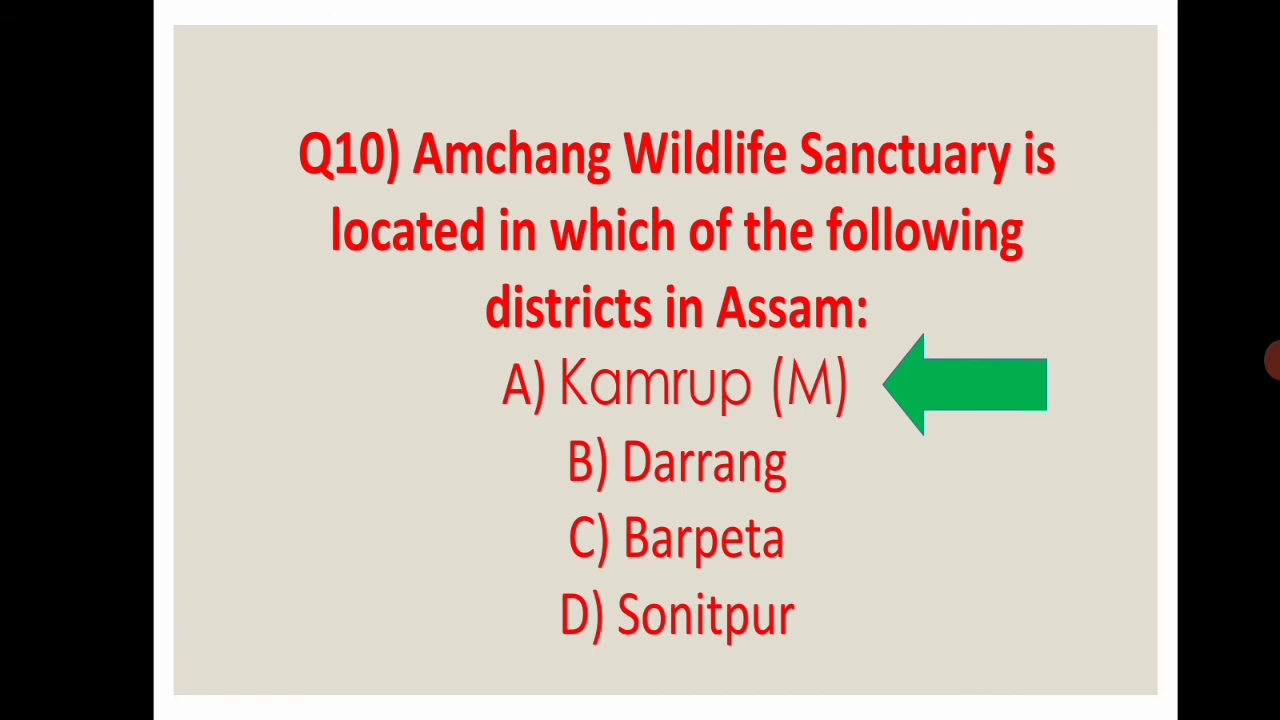 Q10) Amchang Wildlife Sanctuary is
located in which of the following
districts in Assam:
A) Kamrup (M)
B) Darrang
C) Barpeta
D) Sonitpur